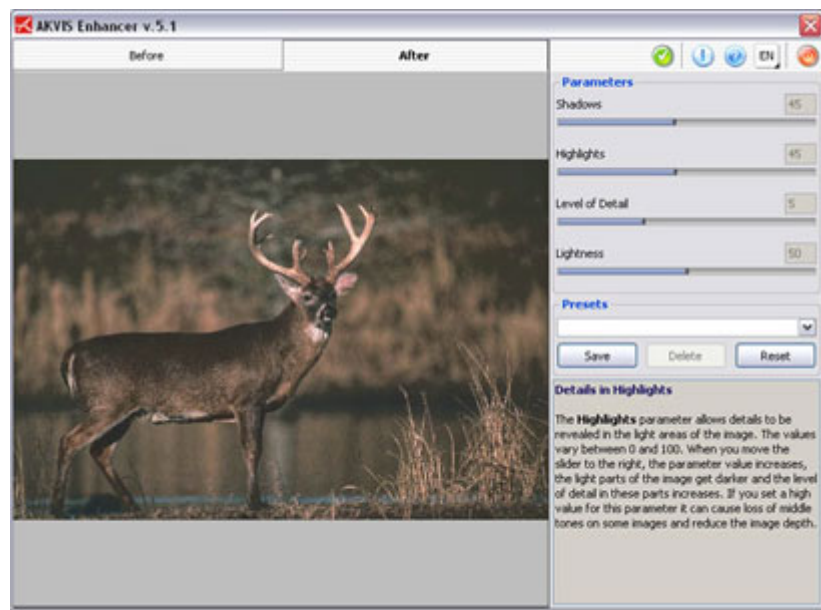 AKVIS Enhancer v.5.1
Before
After
EN
Parameters
Shadows
45
Highlights
45
Level of Detail
5
Lightness
50
Presets
Save
Delete
Reset
Details in Highlights
The Highlights parameter allows details to be
revealed in the light areas of the image. The values
vary between 0 and 100. When you move the
slider to the right, the parameter value increases,
the light parts of the image get darker and the level
of detail in these parts increases. If you set a high
value for this parameter it can cause loss of middle
tones on some images and reduce the image depth.